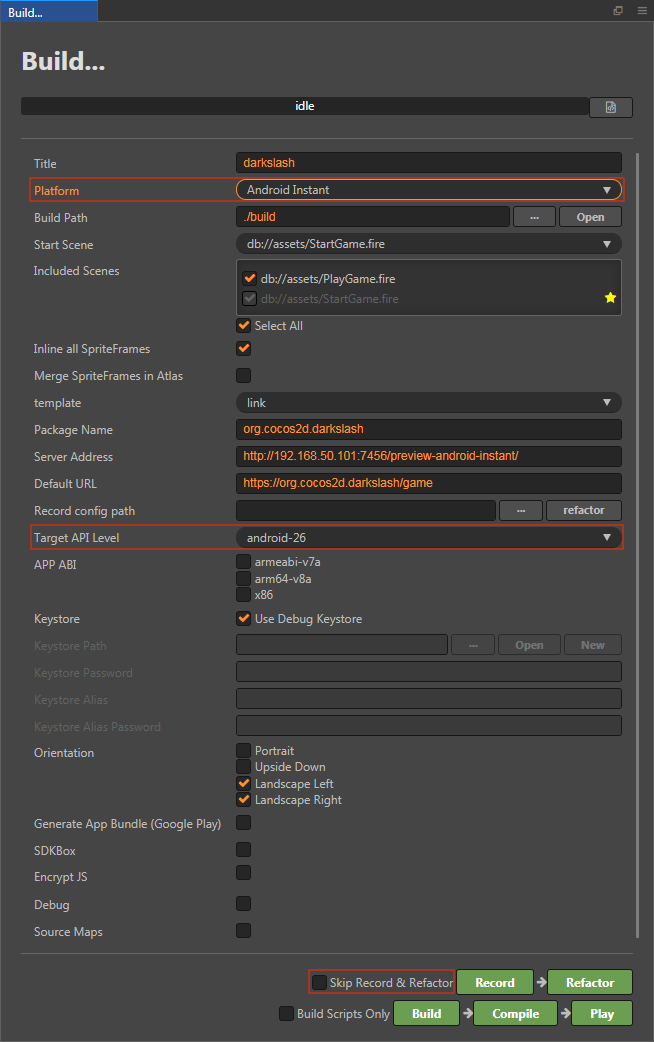 Build...
Build...
idle
Title darkslash
Platform Android Instant
Build Path ./build ... Open
Start Scene db://assets/StartGame.fire
Included Scenes
db://assets/PlayGame.fire
db://assets/StartGame.fire
Select All
Inline all SpriteFrames
Merge SpriteFrames in Atlas
template link
Package Name org.cocos2d.darkslash
Server Address http://192.168.50.101:7456/preview-android-instant/
Default URL https://org.cocos2d.darkslash/game
Record config path ... refactor
Target API Level android-26
APP ABI armeabi-v7a
arm64-v8a
x86
Keystore Use Debug Keystore
Keystore Path ... Open New
Keystore Password
Keystore Alias
Keystore Alias Password
Orientation Portrait
Upside Down
Landscape Left
Landscape Right
Generate App Bundle (Google Play)
SDKBox
Encrypt JS
Debug
Source Maps
Skip Record & Refactor Record Refactor
Build Scripts Only Build Compile Play